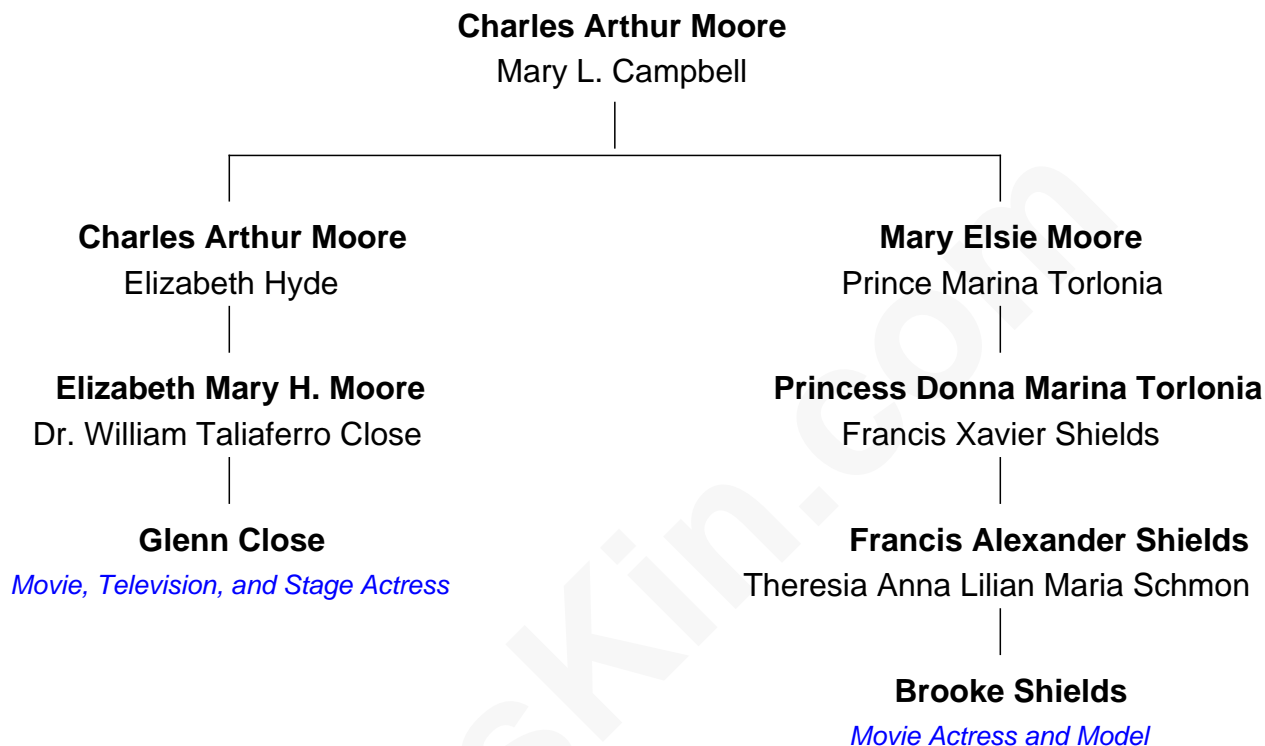 Charles Arthur Moore
Mary L. Campbell
Charles Arthur Moore
Elizabeth Hyde
Elizabeth Mary H. Moore
Dr. William Taliaferro Close
Glenn Close
Movie, Television, and Stage Actress
Mary Elsie Moore
Prince Marina Torlonia
Princess Donna Marina Torlonia
Francis Xavier Shields
Francis Alexander Shields
Theresia Anna Lilian Maria Schmon
Brooke Shields
Movie Actress and Model
sKin.com